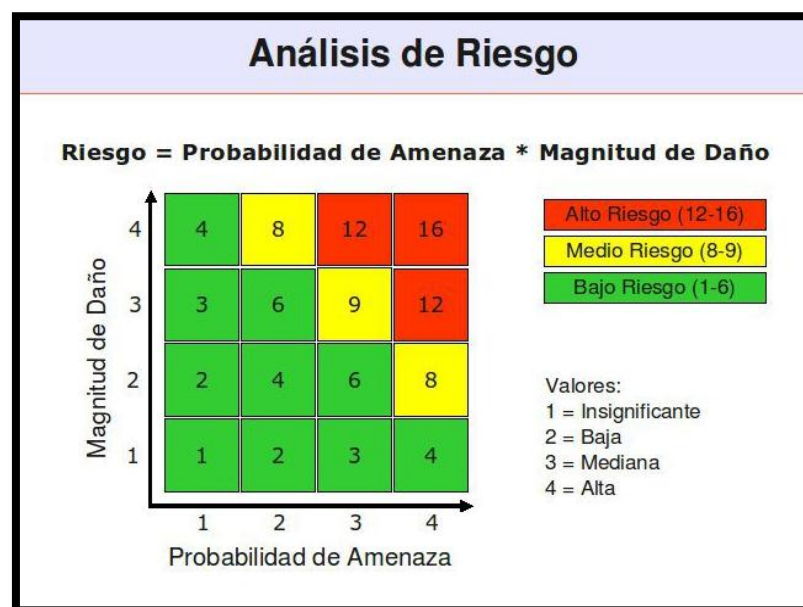 Análisis de Riesgo
Riesgo = Probabilidad de Amenaza * Magnitud de Daño
Magnitud de Daño
4 4 8 12 16
3 3 6 9 12
2 2 4 6 8
1 1 2 3 4
1 2 3 4
Probabilidad de Amenaza
Alto Riesgo (12-16)
Medio Riesgo (8-9)
Bajo Riesgo (1-6)
Valores:
1 = Insignificante
2 = Baja
3 = Mediana
4 = Alta